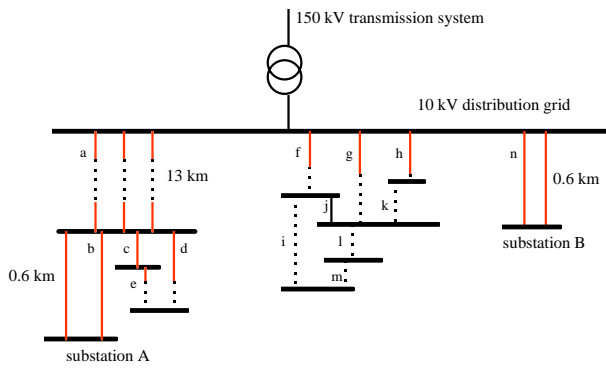 150 kV transmission system
10 kV distribution grid
a
f
g
h
n
13 km
0.6 km
j
k
b
c
d
i
l
substation B
e
0.6 km
m
substation A